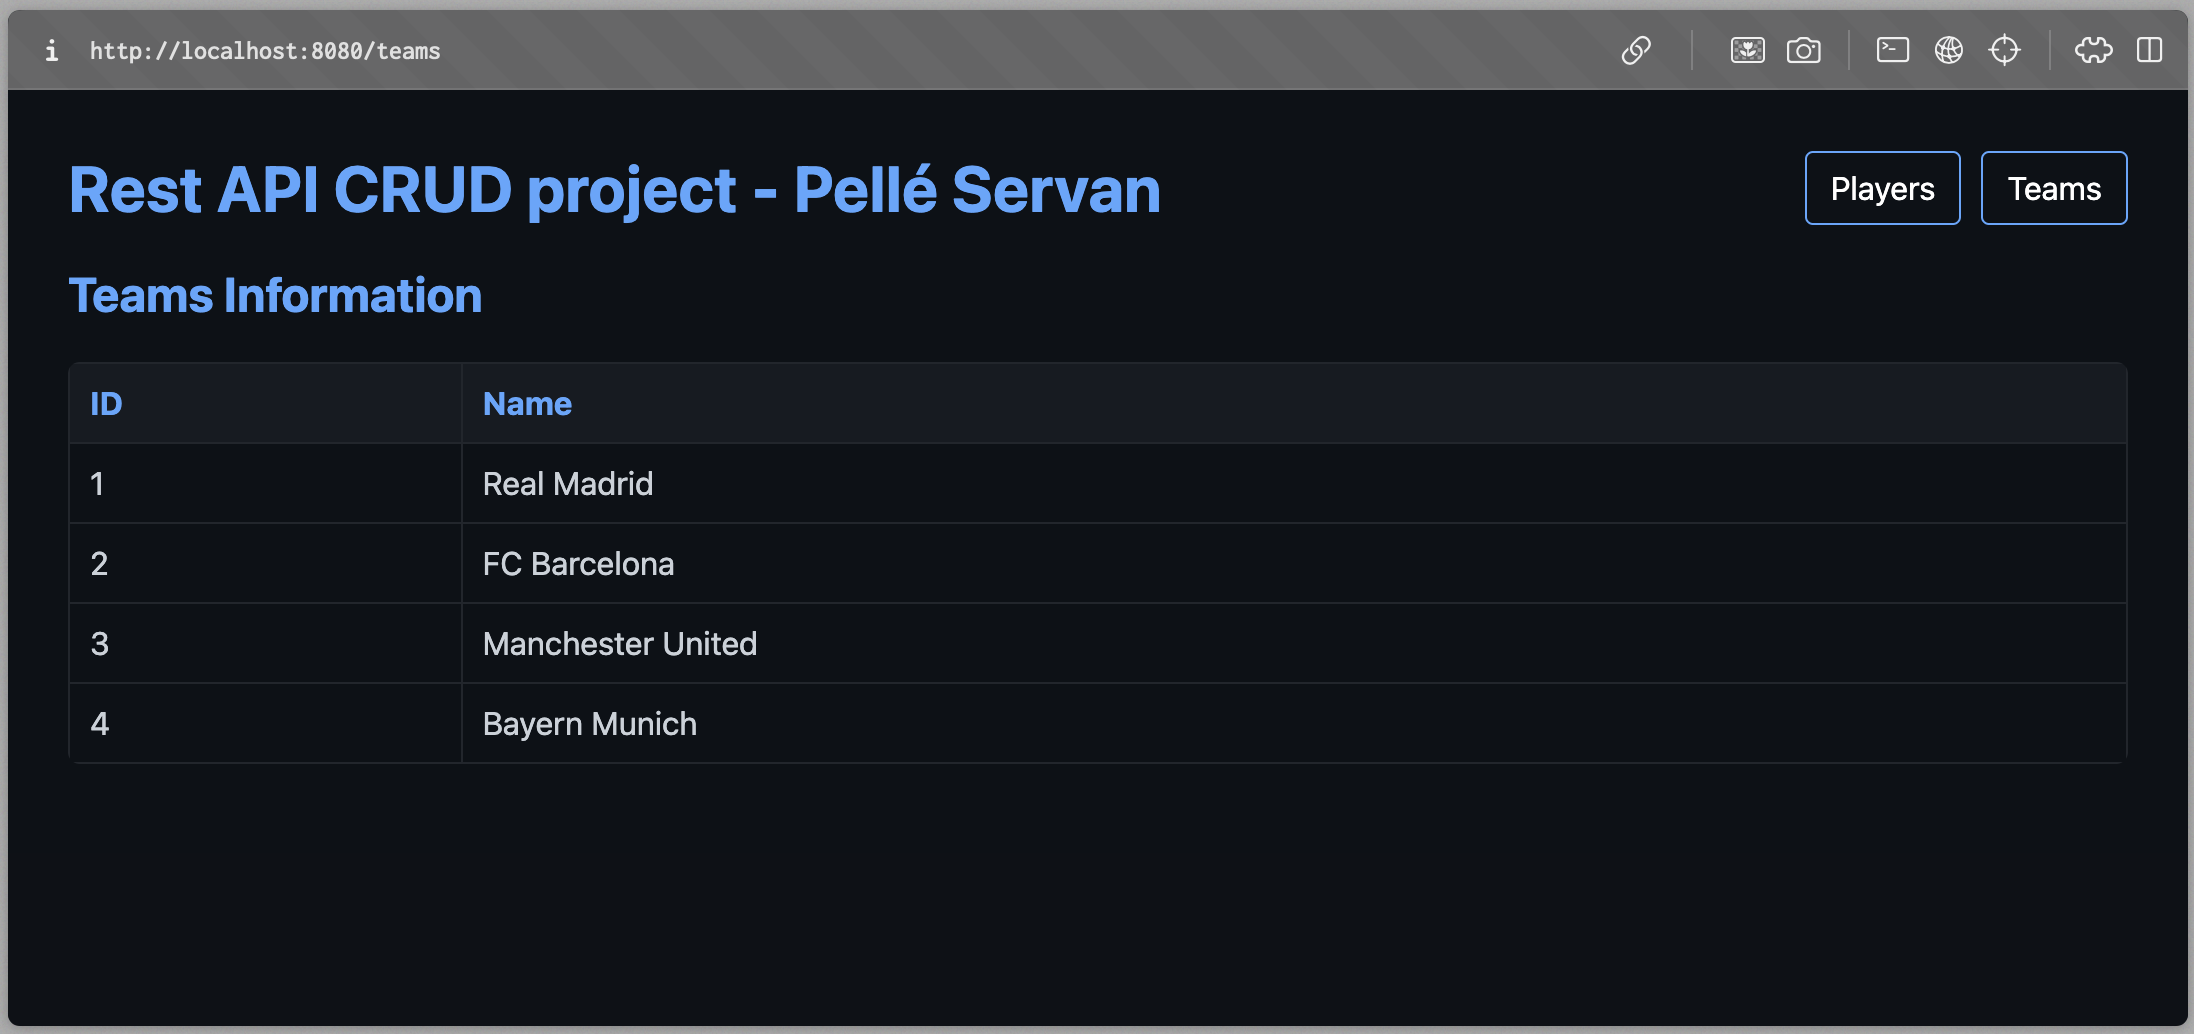 i http://localhost:8080/teams
Rest API CRUD project - Pellé Servan
Players
Teams
Teams Information
ID Name
1 Real Madrid
2 FC Barcelona
3 Manchester United
4 Bayern Munich